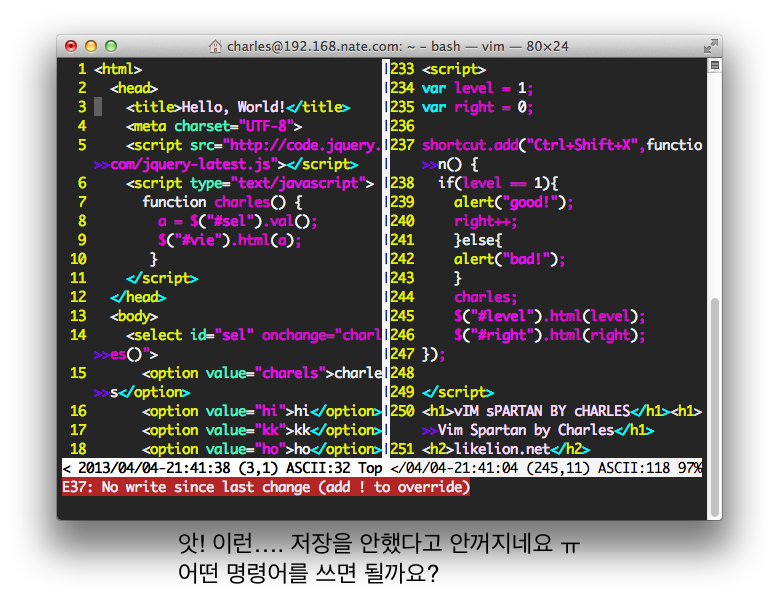 charles@192.168.nate.com: ~ – bash — vim — 80×24
1 <html>
2 <head>
3 <title>Hello, World!</title>
4 <meta charset="UTF-8">
5 <script src="http://code.jquery.
>>com/jquery-latest.js"></script>
6 <script type="text/javascript">
7 function charles() {
8 a = $("#sel").val();
9 $("#vie").html(a);
10 }
11 </script>
12 </head>
13 <body>
14 <select id="sel" onchange="charl
>>es()">
15 <option value="charels">charle
>>s</option>
16 <option value="hi">hi</option>
17 <option value="kk">kk</option>
18 <option value="ho">ho</option>
< 2013/04/04-21:41:38 (3,1) ASCII:32 Top
233 <script>
234 var level = 1;
235 var right = 0;
236
237 shortcut.add("Ctrl+Shift+X",functio
>>n() {
238 if(level == 1){
239 alert("good!");
240 right++;
241 }else{
242 alert("bad!");
243 }
244 charles;
245 $("#level").html(level);
246 $("#right").html(right);
247 });
248
249 </script>
250 <h1>vIM sPARTAN BY cHARLES</h1><h1>
>>Vim Spartan by Charles</h1>
251 <h2>likelion.net</h2>
</04/04-21:41:04 (245,11) ASCII:118 97%
E37: No write since last change (add ! to override)
앗! 이런.... 저장을 안했다고 안꺼지네요 ㅠ
어떤 명령어를 쓰면 될까요?